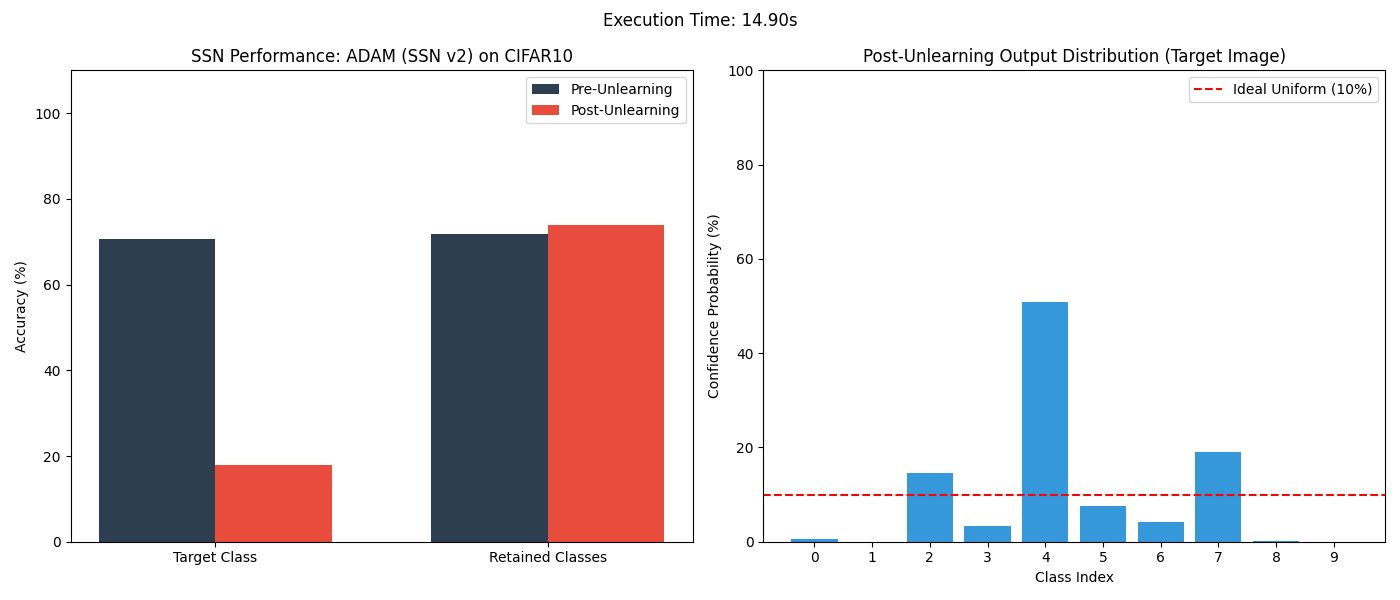 Execution Time: 14.90s
SSN Performance: ADAM (SSN v2) on CIFAR10
Pre-Unlearning
Post-Unlearning
Accuracy (%)
100
80
60
40
20
0
Target Class
Retained Classes
Post-Unlearning Output Distribution (Target Image)
Ideal Uniform (10%)
Confidence Probability (%)
100
80
60
40
20
0
0 1 2 3 4 5 6 7 8 9
Class Index